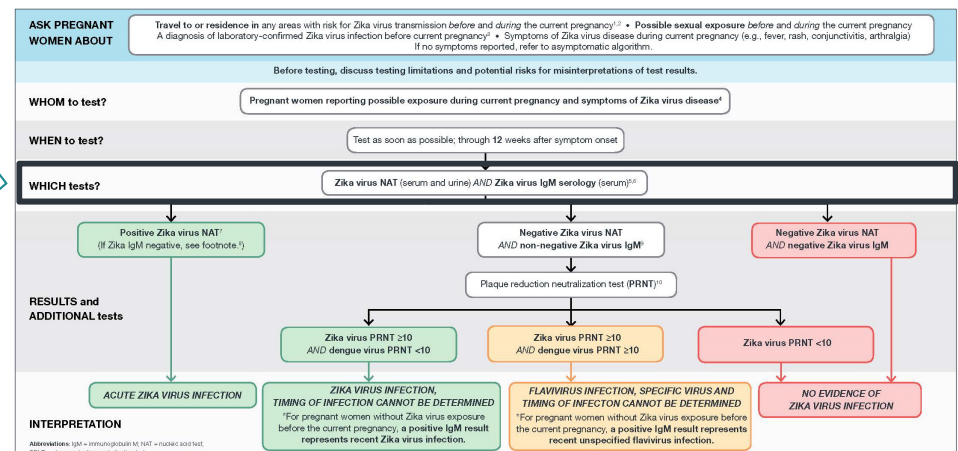 ASK PREGNANT
WOMEN ABOUT
Travel to or residence in any areas with risk for Zika virus transmission before and during the current pregnancy¹,² • Possible sexual exposure before and during the current pregnancy
A diagnosis of laboratory-confirmed Zika virus infection before current pregnancy³ • Symptoms of Zika virus disease during current pregnancy (e.g., fever, rash, conjunctivitis, arthralgia)
If no symptoms reported, refer to asymptomatic algorithm.
Before testing, discuss testing limitations and potential risks for misinterpretations of test results.
WHOM to test?
Pregnant women reporting possible exposure during current pregnancy and symptoms of Zika virus disease⁴
WHEN to test?
Test as soon as possible; through 12 weeks after symptom onset
WHICH tests?
Zika virus NAT (serum and urine) AND Zika virus IgM serology (serum)⁵,⁶
Positive Zika virus NAT⁷
(If Zika IgM negative, see footnote.⁸)
Negative Zika virus NAT
AND non-negative Zika virus IgM⁹
Negative Zika virus NAT
AND negative Zika virus IgM
Plaque reduction neutralization test (PRNT)¹⁰
RESULTS and
ADDITIONAL tests
Zika virus PRNT ≥10
AND dengue virus PRNT <10
Zika virus PRNT ≥10
AND dengue virus PRNT ≥10
Zika virus PRNT <10
INTERPRETATION
ACUTE ZIKA VIRUS INFECTION
ZIKA VIRUS INFECTION,
TIMING OF INFECTION CANNOT BE DETERMINED
*For pregnant women without Zika virus exposure
before the current pregnancy, a positive IgM result
represents recent Zika virus infection.
FLAVIVIRUS INFECTION, SPECIFIC VIRUS AND
TIMING OF INFECTON CANNOT BE DETERMINED
*For pregnant women without Zika virus exposure
before the current pregnancy, a positive IgM result represents
recent unspecified flavivirus infection.
NO EVIDENCE OF
ZIKA VIRUS INFECTION
Abbreviations: IgM = immunoglobulin M; NAT = nucleic acid test;